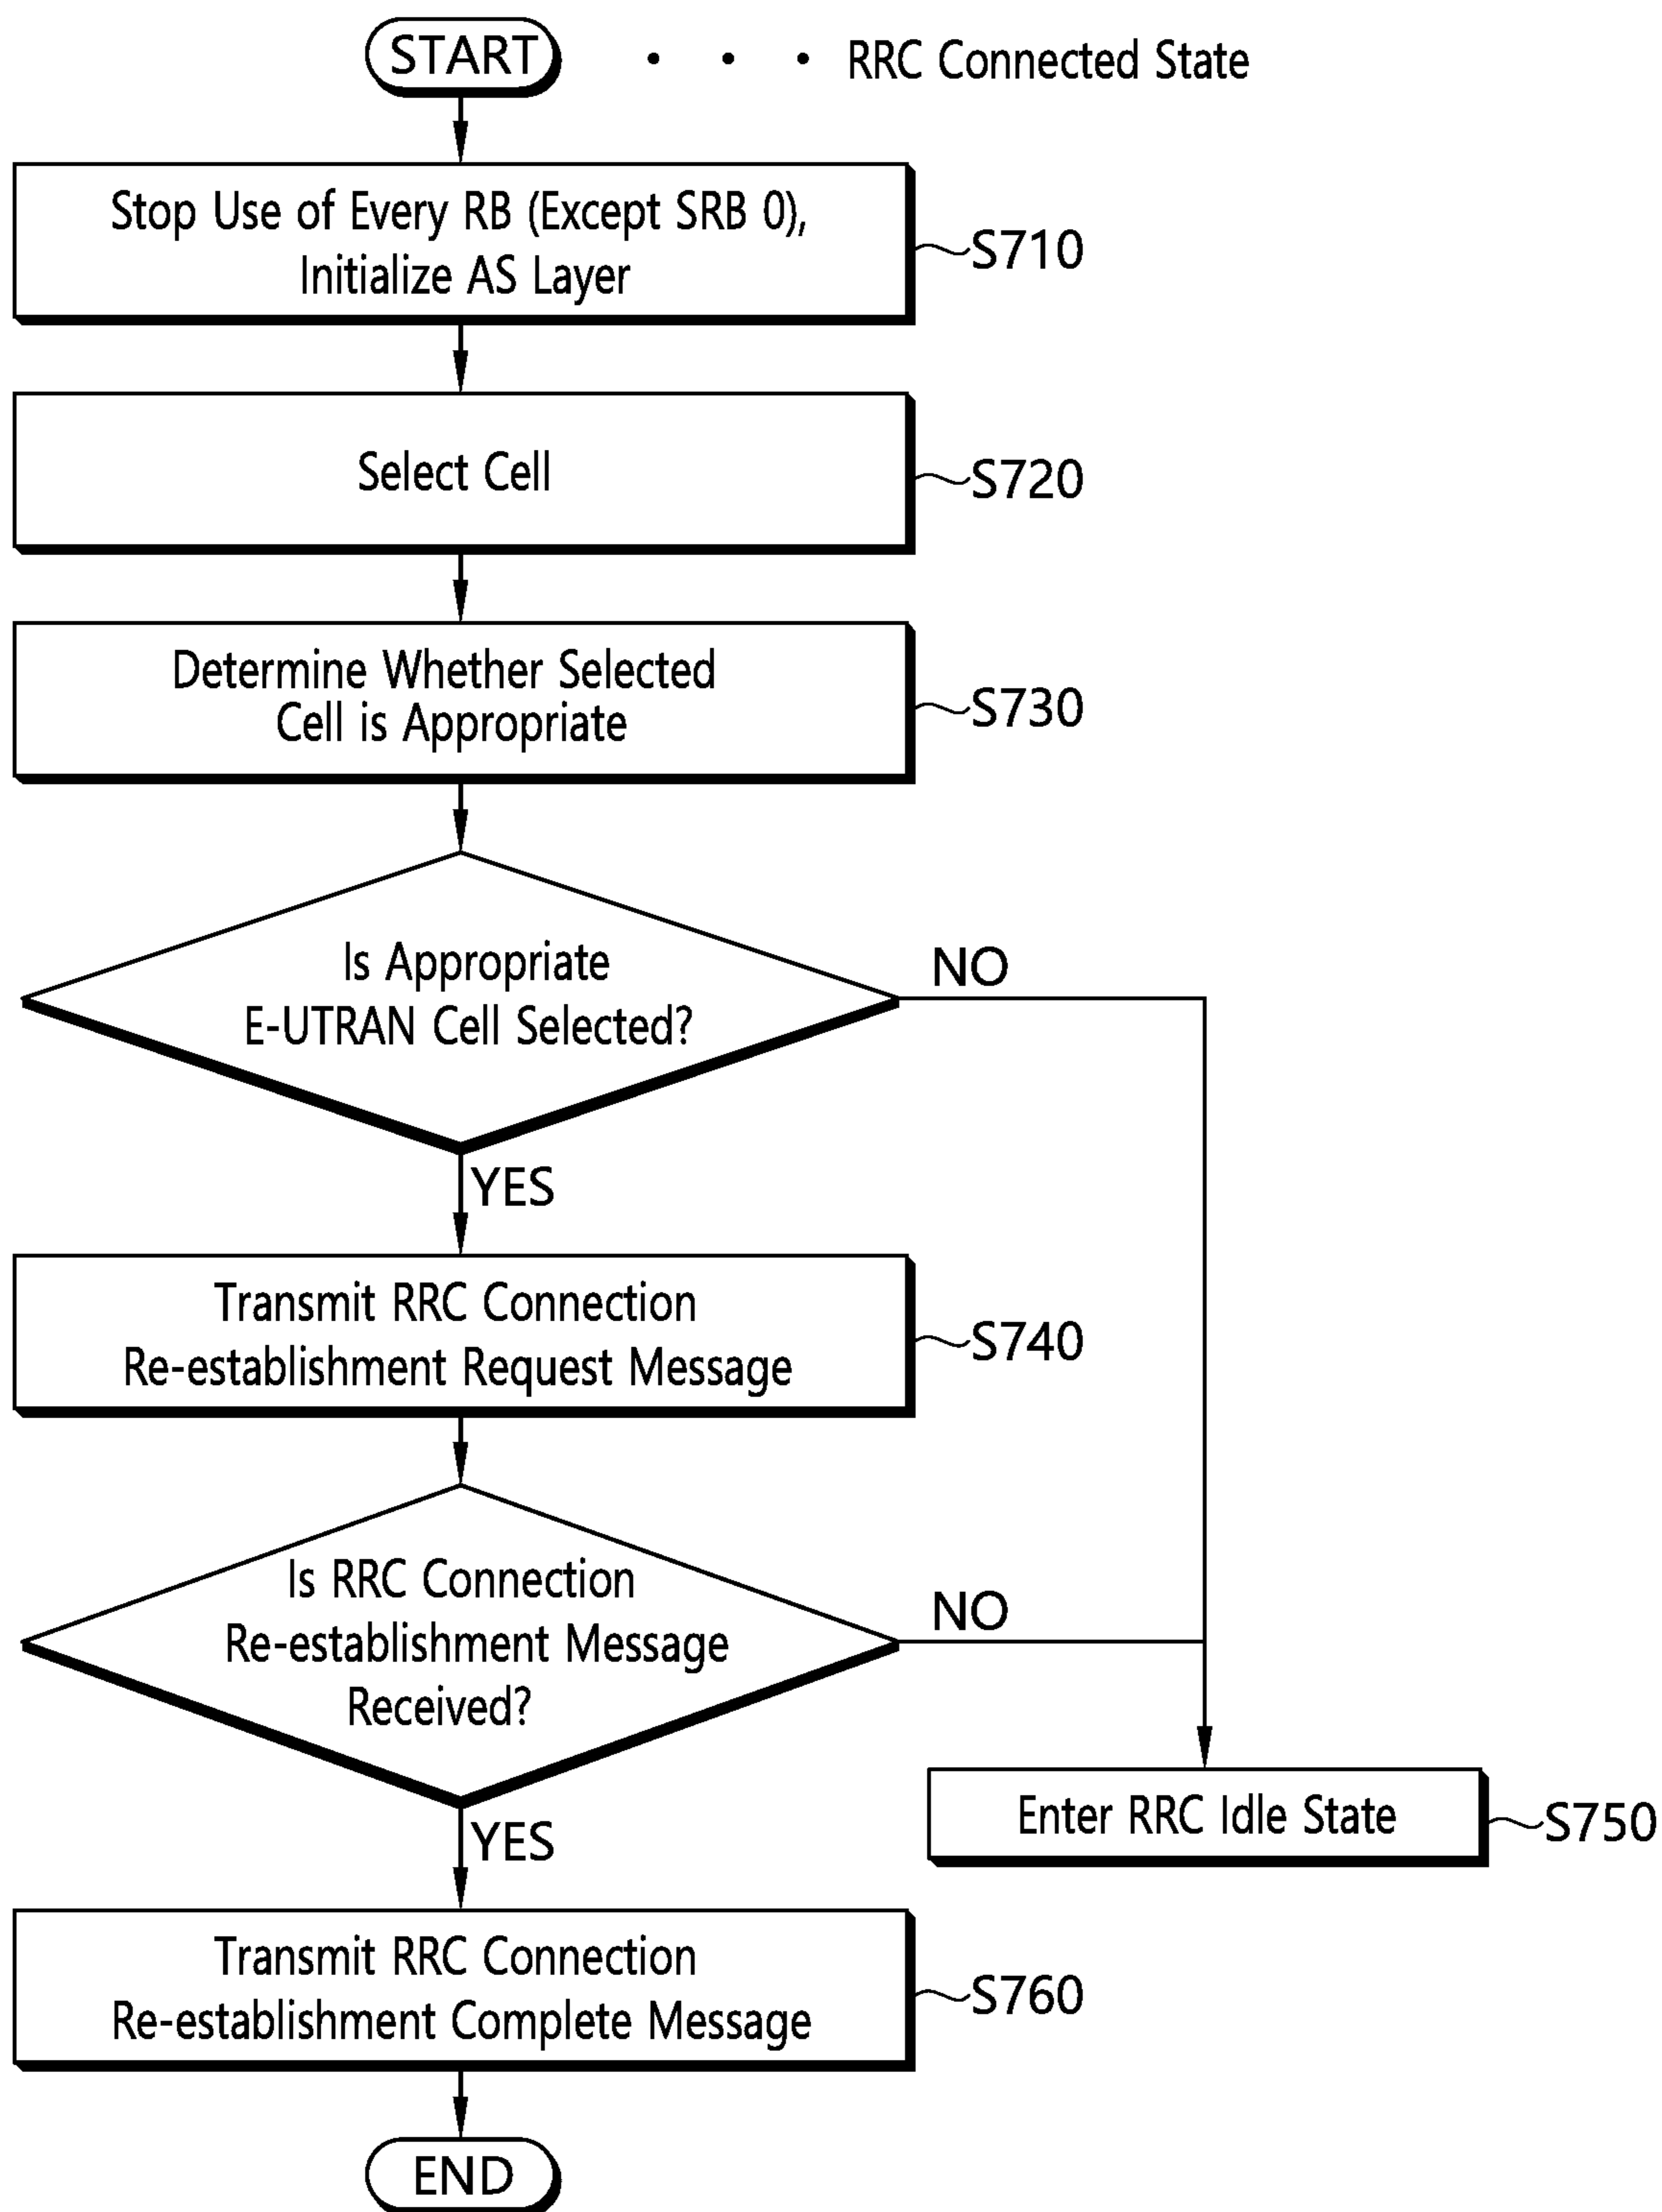 START
RRC Connected State
Stop Use of Every RB (Except SRB 0),
Initialize AS Layer
S710
Select Cell
S720
Determine Whether Selected
Cell is Appropriate
S730
Is Appropriate
E-UTRAN Cell Selected?
NO
YES
Transmit RRC Connection
Re-establishment Request Message
S740
Is RRC Connection
Re-establishment Message
Received?
NO
YES
Enter RRC Idle State
S750
Transmit RRC Connection
Re-establishment Complete Message
S760
END